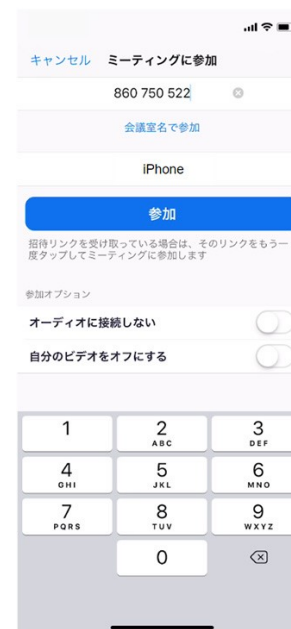 キャンセル ミーティングに参加
860 750 522
会議室名で参加
iPhone
参加
招待リンクを受け取っている場合は、そのリンクをもう一
度タップしてミーティングに参加します
参加オプション
オーディオに接続しない
自分のビデオをオフにする
1 2 3
ABC DEF
4 5 6
GHI JKL MNO
7 8 9
PQRS TUV WXYZ
0